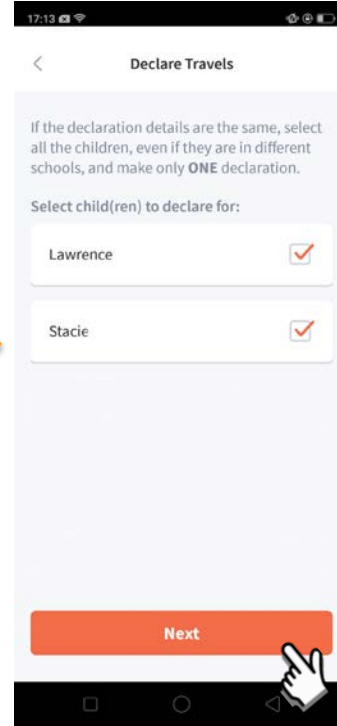 17:13
Declare Travels
If the declaration details are the same, select
all the children, even if they are in different
schools, and make only ONE declaration.
Select child(ren) to declare for:
Lawrence
Stacie
Next